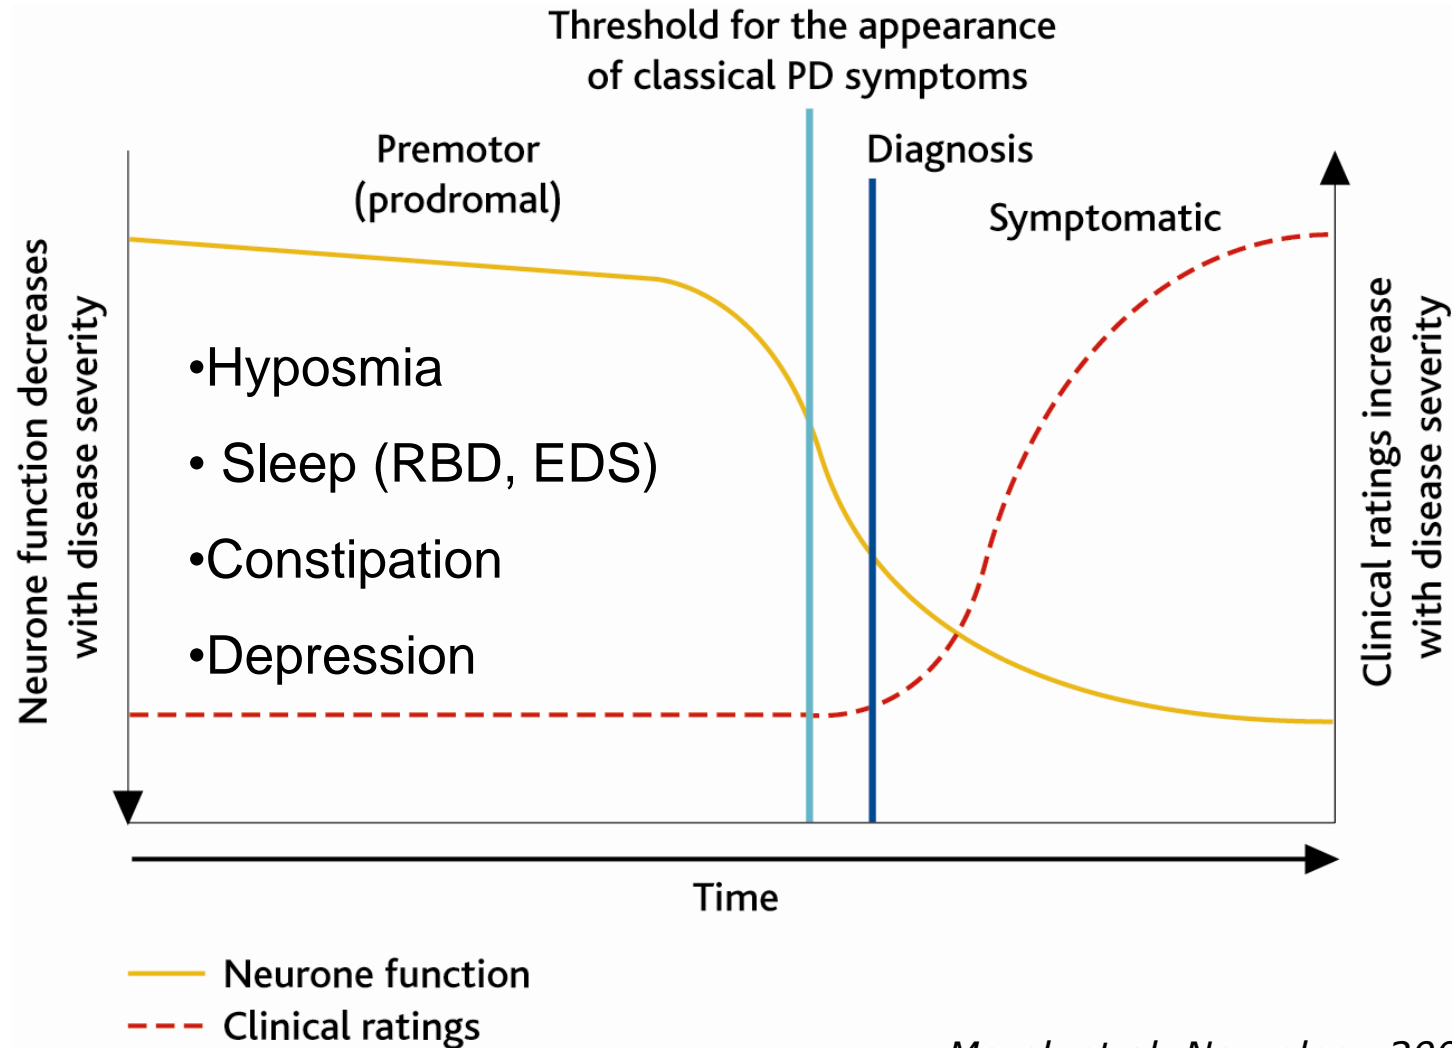 Threshold for the appearance
of classical PD symptoms
Premotor
(prodromal)
Diagnosis
Symptomatic
Neurone function decreases
with disease severity
•Hyposmia
• Sleep (RBD, EDS)
•Constipation
•Depression
Clinical ratings increase
with disease severity
Time
Neurone function
Clinical ratings